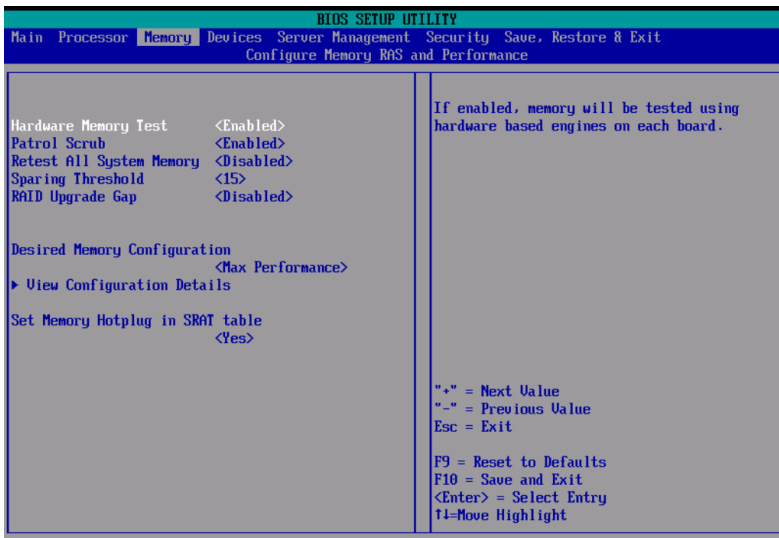 BIOS SETUP UTILITY
Main Processor Memory Devices Server Management Security Save, Restore & Exit
Configure Memory RAS and Performance
Hardware Memory Test <Enabled>
Patrol Scrub <Enabled>
Retest All System Memory <Disabled>
Sparing Threshold <15>
RAID Upgrade Gap <Disabled>
Desired Memory Configuration
<Max Performance>
▶ View Configuration Details
Set Memory Hotplug in SRAT table
<Yes>
If enabled, memory will be tested using
hardware based engines on each board.
"+" = Next Value
"-" = Previous Value
Esc = Exit
F9 = Reset to Defaults
F10 = Save and Exit
<Enter> = Select Entry
↑↓=Move Highlight